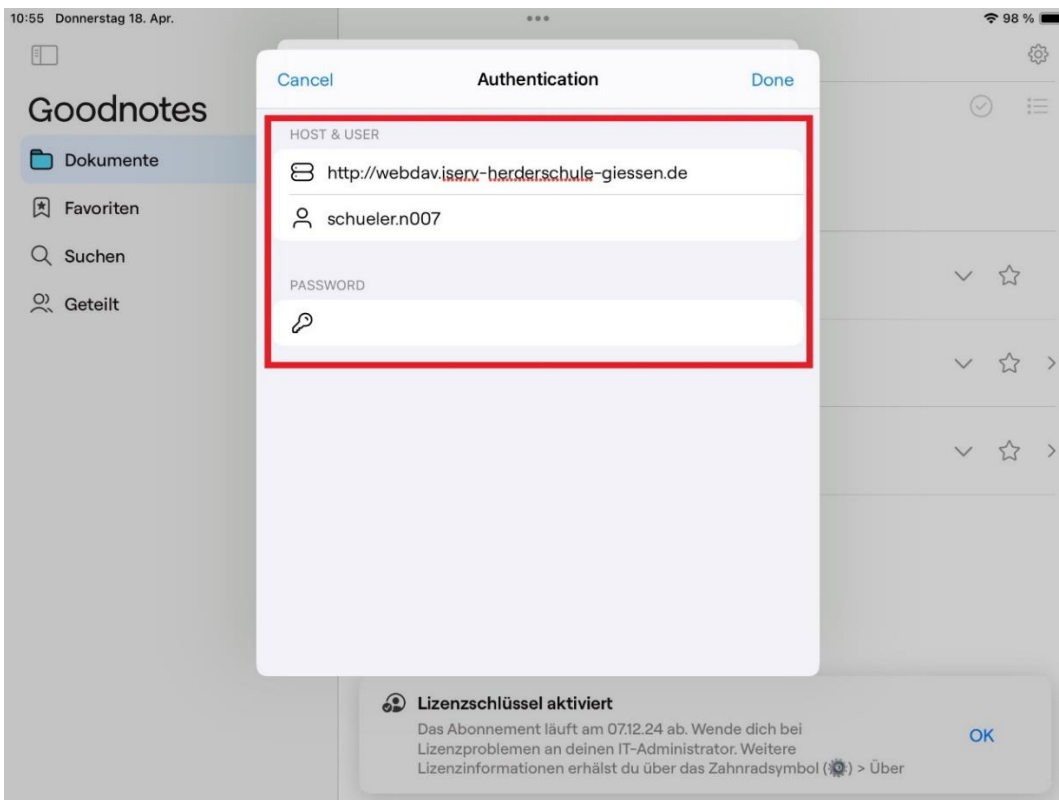 10:55 Donnerstag 18. Apr.
98 %
Goodnotes
Dokumente
Favoriten
Suchen
Geteilt
Cancel
Authentication
Done
HOST & USER
http://webdav.iserv-herderschule-giessen.de
schueler.n007
PASSWORD
Lizenzschlüssel aktiviert
Das Abonnement läuft am 07.12.24 ab. Wende dich bei
Lizenzproblemen an deinen IT-Administrator. Weitere
Lizenzinformationen erhälst du über das Zahnradsymbol (⚙) > Über
OK